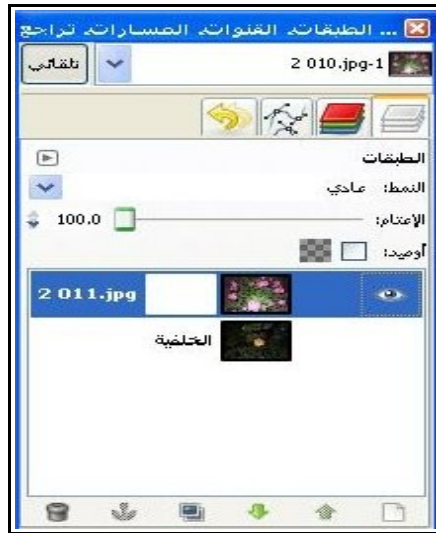 الطبقات، القنوات، المسارات، تراجع ...
2 010.jpg-1 تلقائي
الطبقات
النمط: عادي
الإعتام: 100.0
أوصد:
2 011.jpg
الخلفية